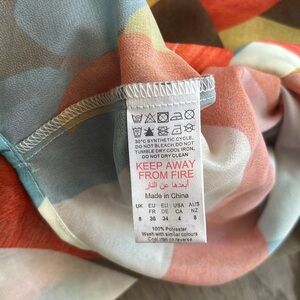 30°C SYNTHETIC CYCLE,
DO NOT BLEACH.DO NOT
TUMBLE DRY COOL IRON,
DO NOT DRY CLEAN
KEEP AWAY
FROM FIRE
أبعدها عن النار
Made in China
UK EU EU USA AUS
FR DE CA NZ
8 36 34 4 8
100% Polyester
Wash with similar colours
Cool iron on reverse